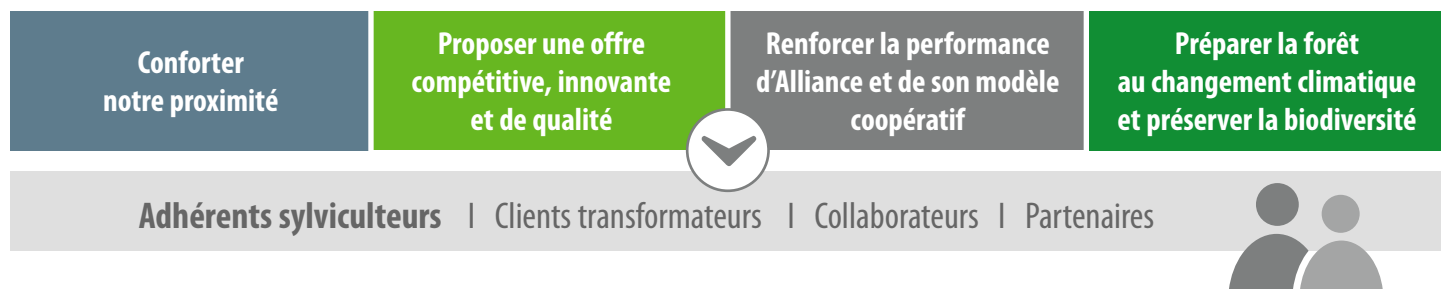 Conforter
notre proximité
Proposer une offre
compétitive, innovante
et de qualité
Renforcer la performance
d'Alliance et de son modèle
coopératif
Préparer la forêt
au changement climatique
et préserver la biodiversité
Adhérents sylviculteurs I Clients transformateurs I Collaborateurs I Partenaires